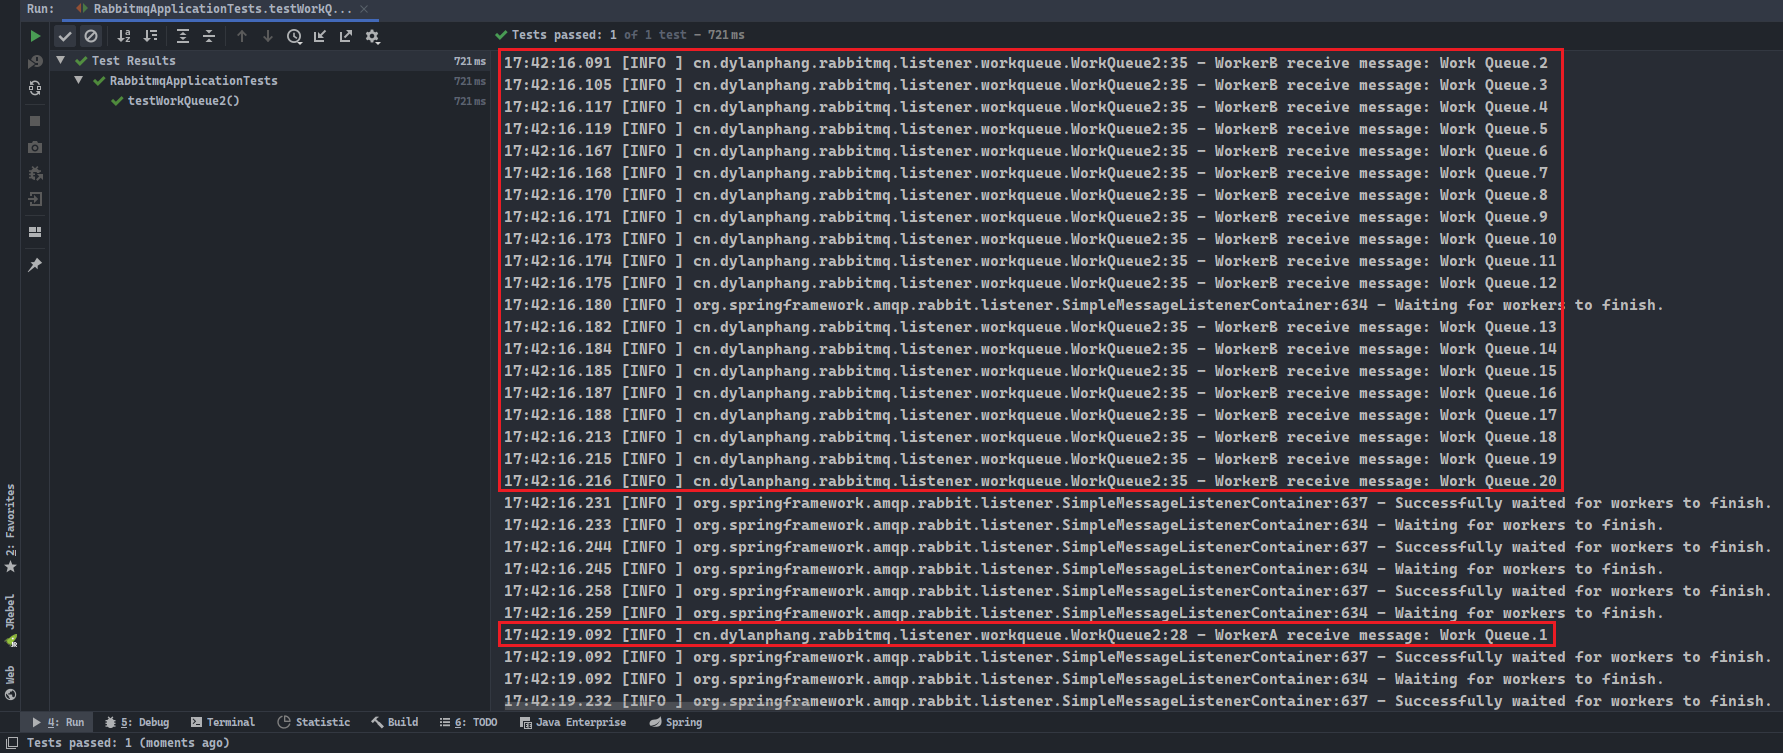 Run: RabbitmqApplicationTests.testWorkQ... ×
Tests passed: 1 of 1 test – 721 ms
Test Results 721 ms
RabbitmqApplicationTests 721 ms
testWorkQueue2() 721 ms
17:42:16.091 [INFO ] cn.dylanphang.rabbitmq.listener.workqueue.WorkQueue2:35 - WorkerB receive message: Work Queue.2
17:42:16.105 [INFO ] cn.dylanphang.rabbitmq.listener.workqueue.WorkQueue2:35 - WorkerB receive message: Work Queue.3
17:42:16.117 [INFO ] cn.dylanphang.rabbitmq.listener.workqueue.WorkQueue2:35 - WorkerB receive message: Work Queue.4
17:42:16.119 [INFO ] cn.dylanphang.rabbitmq.listener.workqueue.WorkQueue2:35 - WorkerB receive message: Work Queue.5
17:42:16.167 [INFO ] cn.dylanphang.rabbitmq.listener.workqueue.WorkQueue2:35 - WorkerB receive message: Work Queue.6
17:42:16.168 [INFO ] cn.dylanphang.rabbitmq.listener.workqueue.WorkQueue2:35 - WorkerB receive message: Work Queue.7
17:42:16.170 [INFO ] cn.dylanphang.rabbitmq.listener.workqueue.WorkQueue2:35 - WorkerB receive message: Work Queue.8
17:42:16.171 [INFO ] cn.dylanphang.rabbitmq.listener.workqueue.WorkQueue2:35 - WorkerB receive message: Work Queue.9
17:42:16.173 [INFO ] cn.dylanphang.rabbitmq.listener.workqueue.WorkQueue2:35 - WorkerB receive message: Work Queue.10
17:42:16.174 [INFO ] cn.dylanphang.rabbitmq.listener.workqueue.WorkQueue2:35 - WorkerB receive message: Work Queue.11
17:42:16.175 [INFO ] cn.dylanphang.rabbitmq.listener.workqueue.WorkQueue2:35 - WorkerB receive message: Work Queue.12
17:42:16.180 [INFO ] org.springframework.amqp.rabbit.listener.SimpleMessageListenerContainer:634 - Waiting for workers to finish.
17:42:16.182 [INFO ] cn.dylanphang.rabbitmq.listener.workqueue.WorkQueue2:35 - WorkerB receive message: Work Queue.13
17:42:16.184 [INFO ] cn.dylanphang.rabbitmq.listener.workqueue.WorkQueue2:35 - WorkerB receive message: Work Queue.14
17:42:16.185 [INFO ] cn.dylanphang.rabbitmq.listener.workqueue.WorkQueue2:35 - WorkerB receive message: Work Queue.15
17:42:16.187 [INFO ] cn.dylanphang.rabbitmq.listener.workqueue.WorkQueue2:35 - WorkerB receive message: Work Queue.16
17:42:16.188 [INFO ] cn.dylanphang.rabbitmq.listener.workqueue.WorkQueue2:35 - WorkerB receive message: Work Queue.17
17:42:16.213 [INFO ] cn.dylanphang.rabbitmq.listener.workqueue.WorkQueue2:35 - WorkerB receive message: Work Queue.18
17:42:16.215 [INFO ] cn.dylanphang.rabbitmq.listener.workqueue.WorkQueue2:35 - WorkerB receive message: Work Queue.19
17:42:16.216 [INFO ] cn.dylanphang.rabbitmq.listener.workqueue.WorkQueue2:35 - WorkerB receive message: Work Queue.20
17:42:16.231 [INFO ] org.springframework.amqp.rabbit.listener.SimpleMessageListenerContainer:637 - Successfully waited for workers to finish.
17:42:16.233 [INFO ] org.springframework.amqp.rabbit.listener.SimpleMessageListenerContainer:634 - Waiting for workers to finish.
17:42:16.244 [INFO ] org.springframework.amqp.rabbit.listener.SimpleMessageListenerContainer:637 - Successfully waited for workers to finish.
17:42:16.245 [INFO ] org.springframework.amqp.rabbit.listener.SimpleMessageListenerContainer:634 - Waiting for workers to finish.
17:42:16.258 [INFO ] org.springframework.amqp.rabbit.listener.SimpleMessageListenerContainer:637 - Successfully waited for workers to finish.
17:42:16.259 [INFO ] org.springframework.amqp.rabbit.listener.SimpleMessageListenerContainer:634 - Waiting for workers to finish.
17:42:19.092 [INFO ] cn.dylanphang.rabbitmq.listener.workqueue.WorkQueue2:28 - WorkerA receive message: Work Queue.1
17:42:19.092 [INFO ] org.springframework.amqp.rabbit.listener.SimpleMessageListenerContainer:637 - Successfully waited for workers to finish.
17:42:19.092 [INFO ] org.springframework.amqp.rabbit.listener.SimpleMessageListenerContainer:634 - Waiting for workers to finish.
17:42:19.232 [INFO ] org.springframework.amqp.rabbit.listener.SimpleMessageListenerContainer:637 - Successfully waited for workers to finish.
2: Favorites
JRebel
Web
4: Run 5: Debug Terminal Statistic Build 6: TODO Java Enterprise Spring
Tests passed: 1 (moments ago)